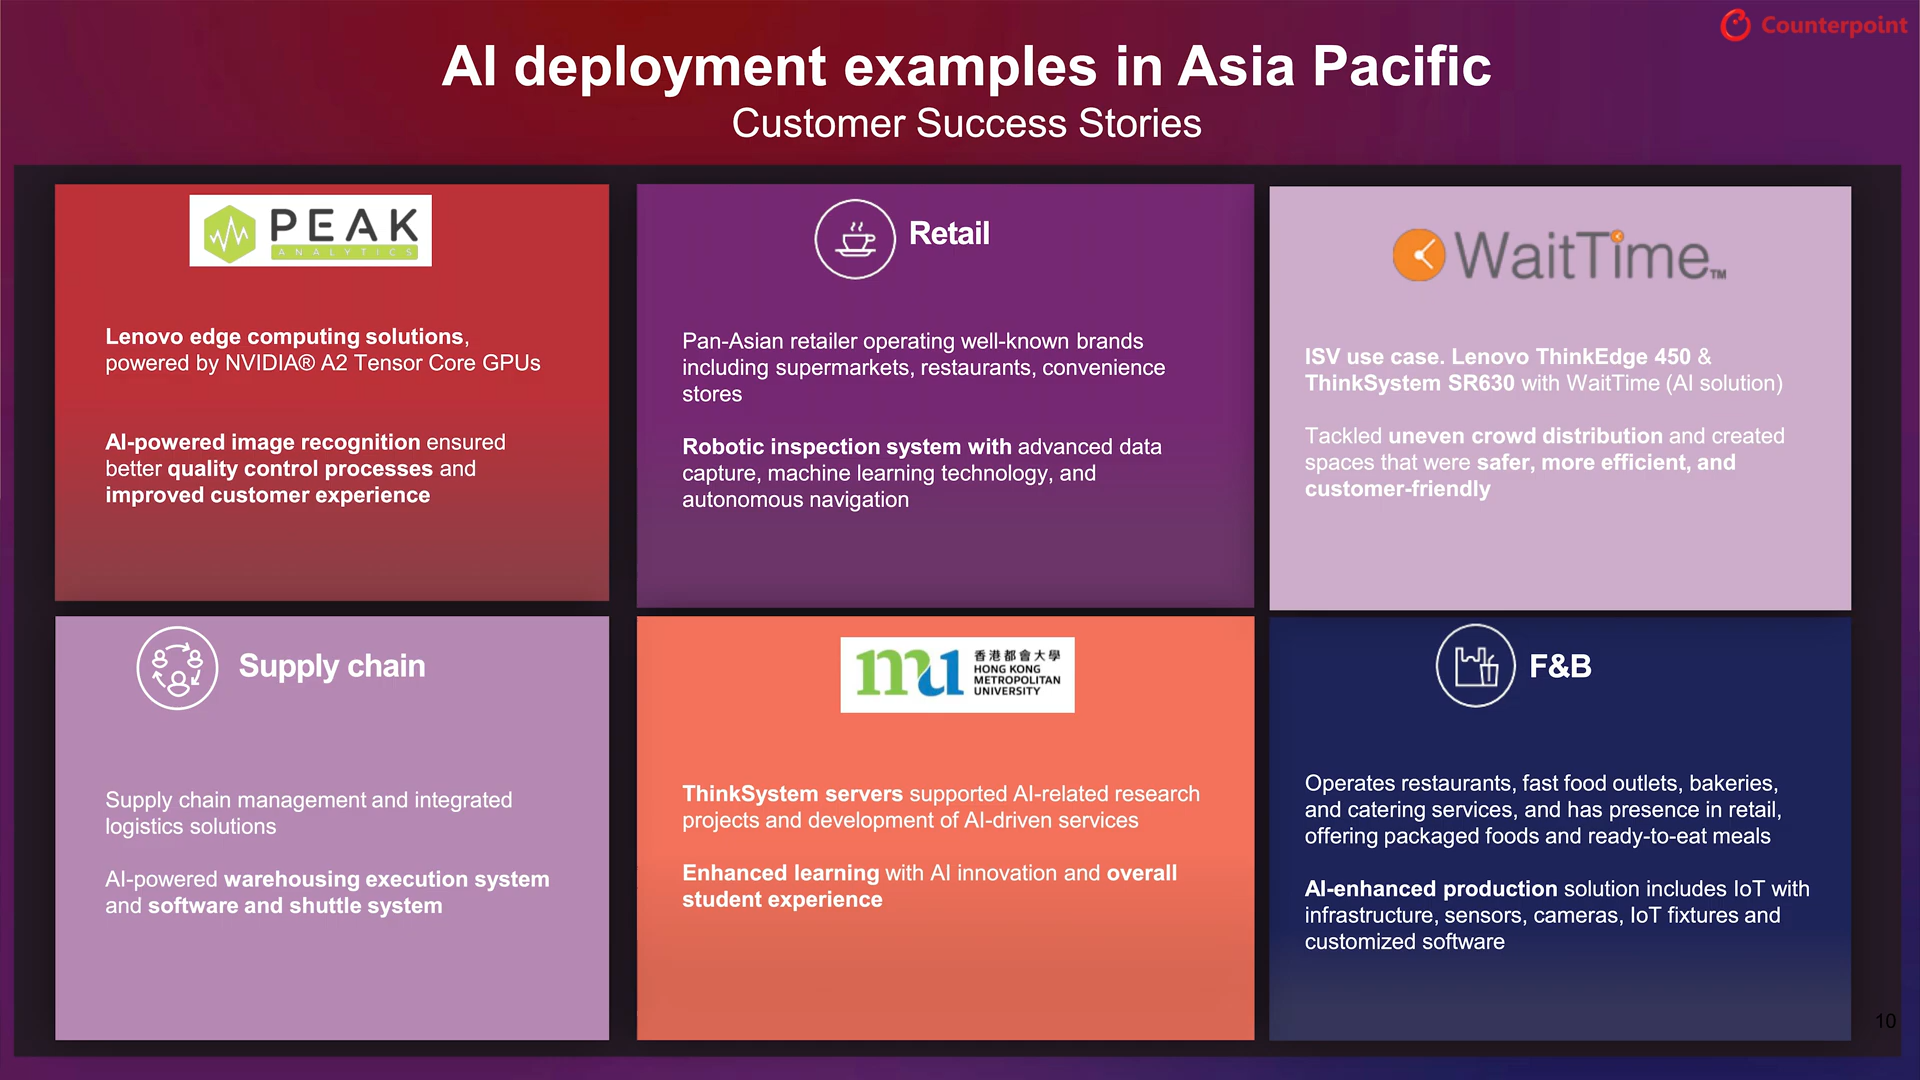 Counterpoint
AI deployment examples in Asia Pacific
Customer Success Stories
PEAK
ANALYTICS
Lenovo edge computing solutions,
powered by NVIDIA® A2 Tensor Core GPUs
AI-powered image recognition ensured
better quality control processes and
improved customer experience
Retail
Pan-Asian retailer operating well-known brands
including supermarkets, restaurants, convenience
stores
Robotic inspection system with advanced data
capture, machine learning technology, and
autonomous navigation
WaitTime™
ISV use case. Lenovo ThinkEdge 450 &
ThinkSystem SR630 with WaitTime (AI solution)
Tackled uneven crowd distribution and created
spaces that were safer, more efficient, and
customer-friendly
Supply chain
Supply chain management and integrated
logistics solutions
AI-powered warehousing execution system
and software and shuttle system
mu
香港都會大學
HONG KONG
METROPOLITAN
UNIVERSITY
ThinkSystem servers supported AI-related research
projects and development of AI-driven services
Enhanced learning with AI innovation and overall
student experience
F&B
Operates restaurants, fast food outlets, bakeries,
and catering services, and has presence in retail,
offering packaged foods and ready-to-eat meals
AI-enhanced production solution includes IoT with
infrastructure, sensors, cameras, IoT fixtures and
customized software
10